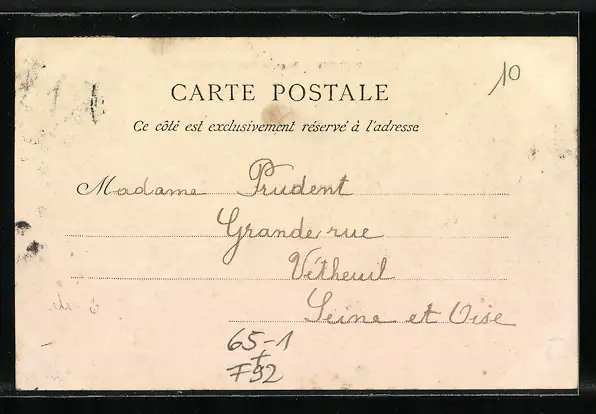 10
CARTE POSTALE
Ce côté est exclusivement réservé à l'adresse
Madame Prudent
Grande rue
Vétheuil
Seine et Oise
65-1
F92